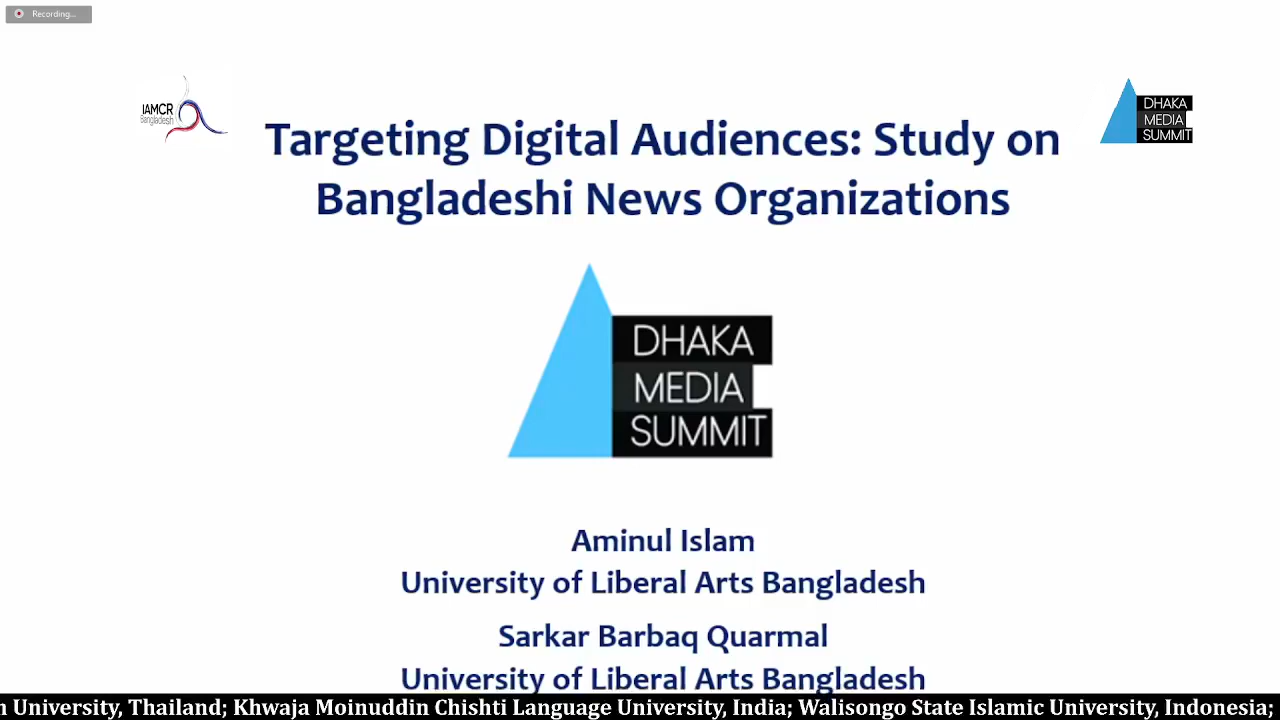 Recording...
IAMCR
Bangladesh
DHAKA
MEDIA
SUMMIT
Targeting Digital Audiences: Study on
Bangladeshi News Organizations
DHAKA
MEDIA
SUMMIT
Aminul Islam
University of Liberal Arts Bangladesh
Sarkar Barbaq Quarmal
University of Liberal Arts Bangladesh
University, Thailand; Khwaja Moinuddin Chishti Language University, India; Walisongo State Islamic University, Indonesia;